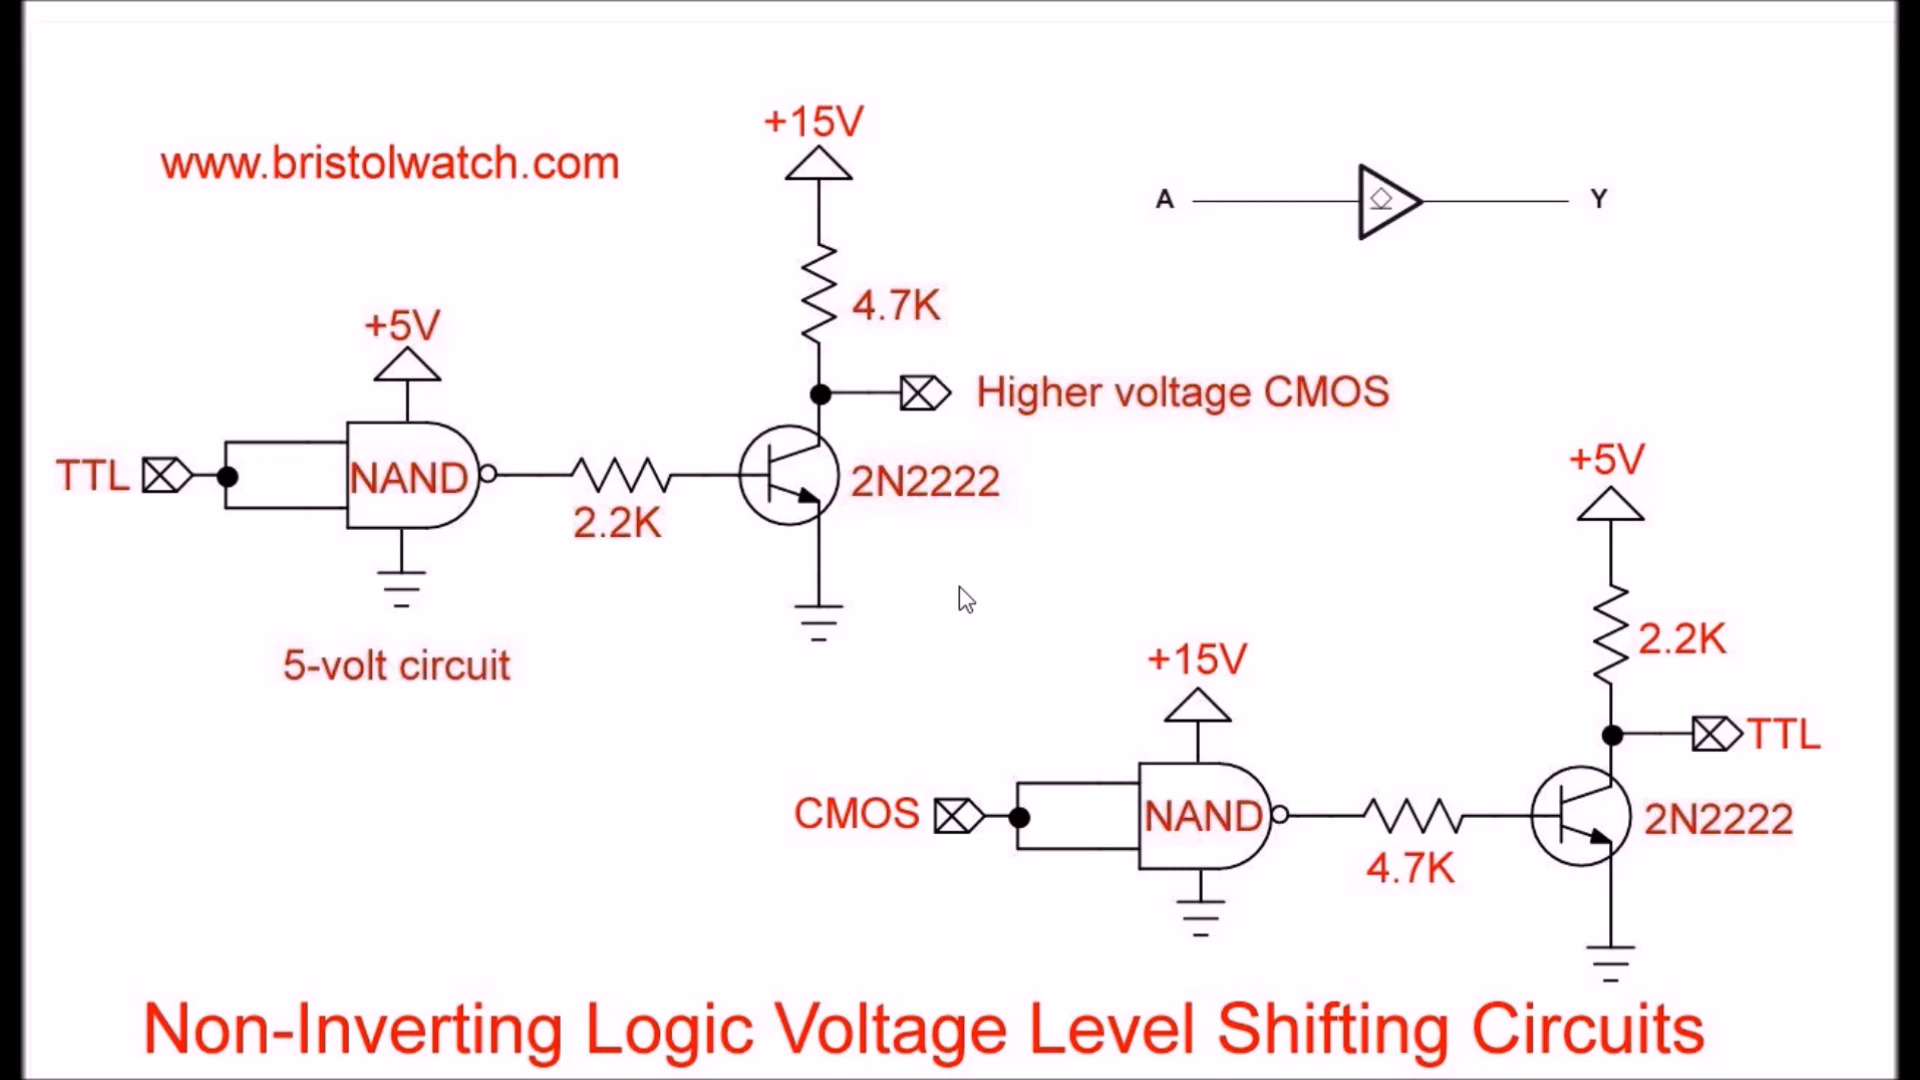 +15V
www.bristolwatch.com
A Y
4.7K
+5V
Higher voltage CMOS
TTL NAND 2N2222
2.2K
5-volt circuit
+5V
2.2K
+15V
TTL
CMOS NAND 2N2222
4.7K
Non-Inverting Logic Voltage Level Shifting Circuits